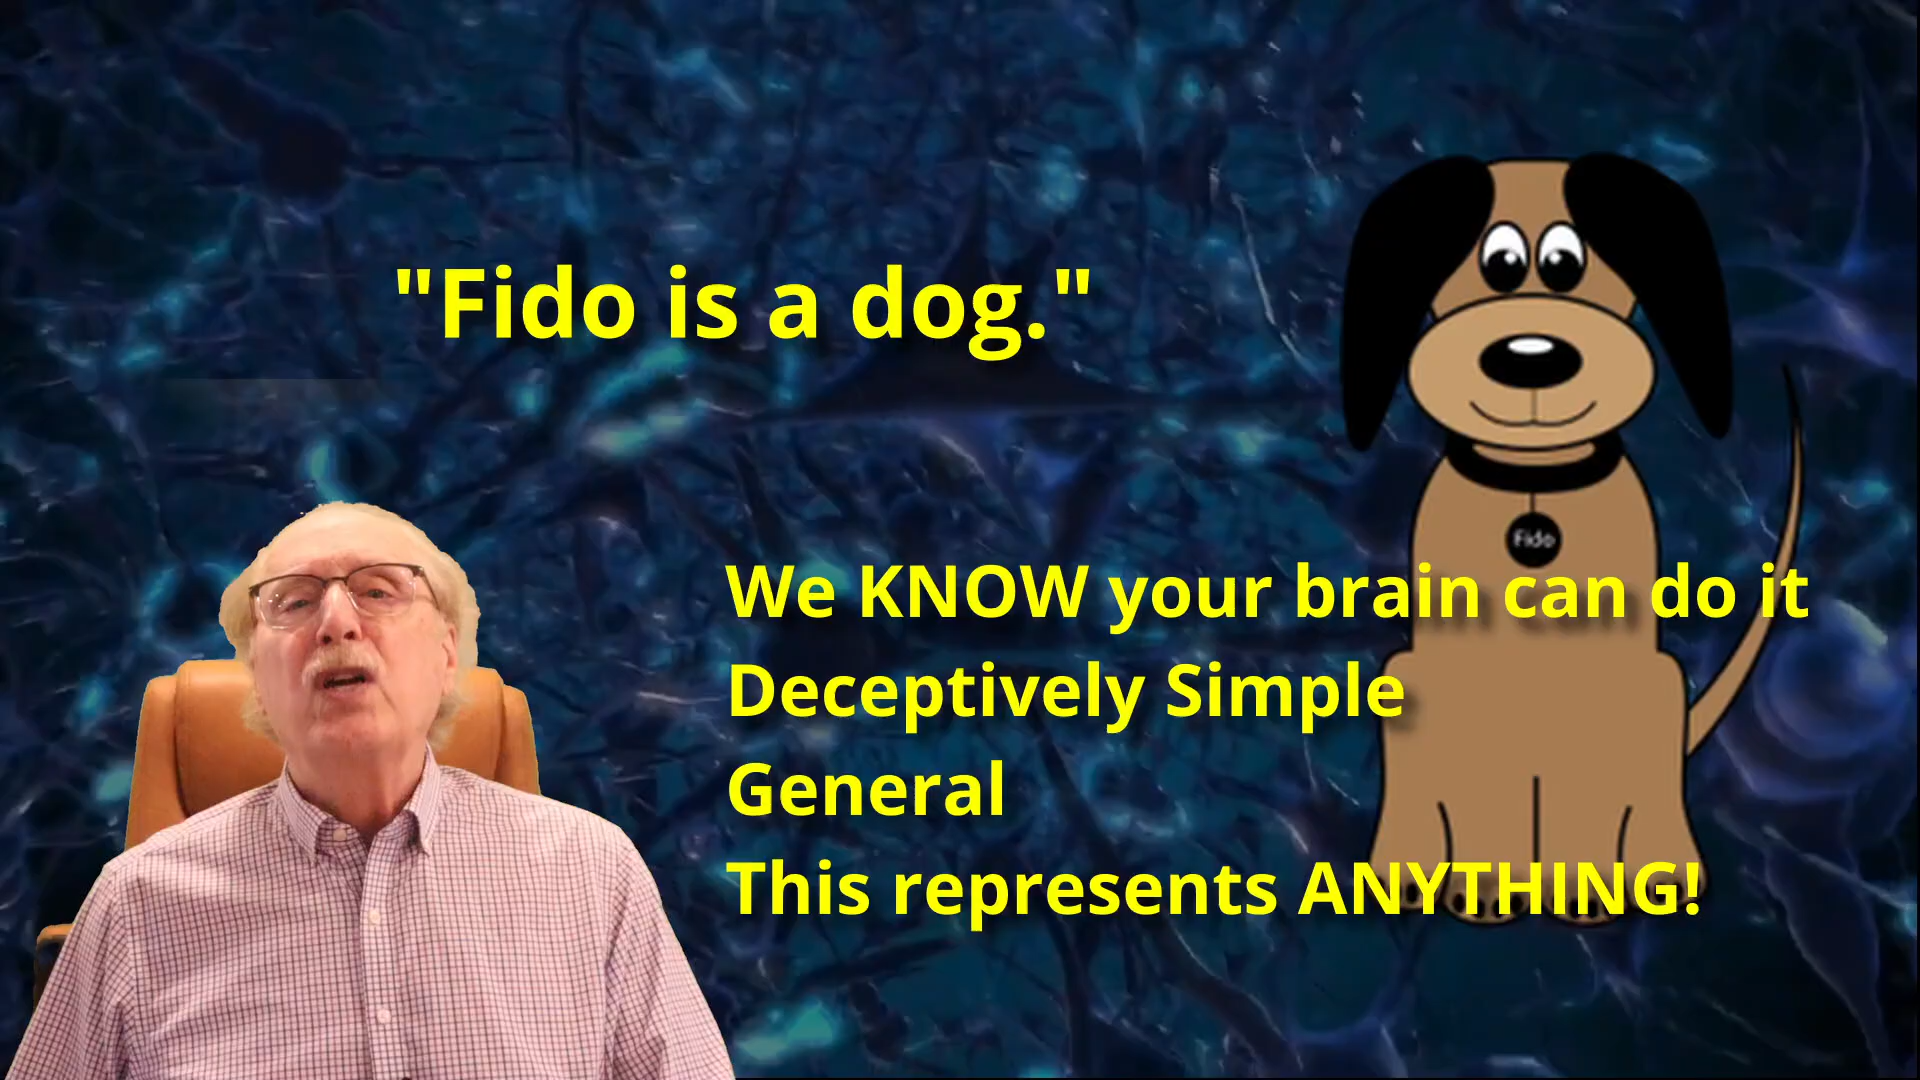 "Fido is a dog."
Fido
We KNOW your brain can do it
Deceptively Simple
General
This represents ANYTHING!